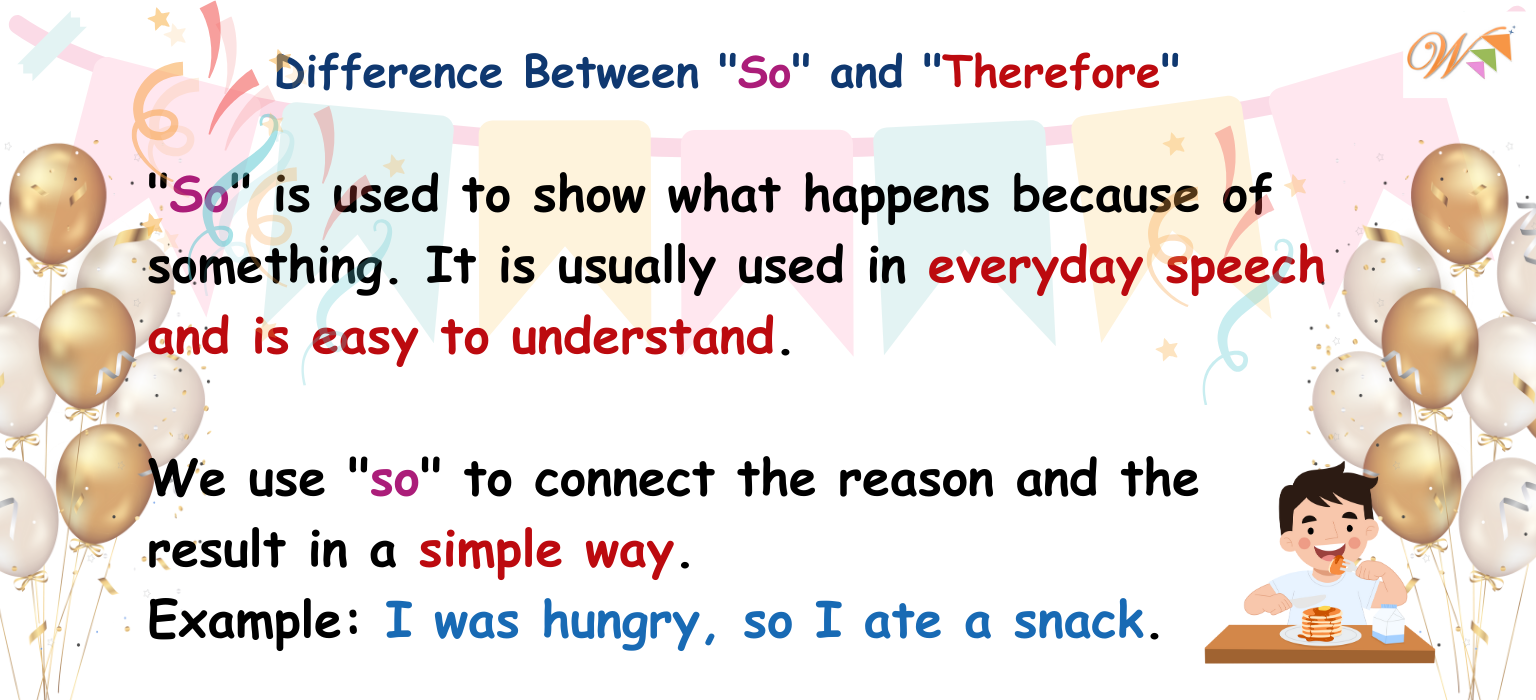 Difference Between "So" and "Therefore"
W
"So" is used to show what happens because of
something. It is usually used in everyday speech
and is easy to understand.
We use "so" to connect the reason and the
result in a simple way.
Example: I was hungry, so I ate a snack.